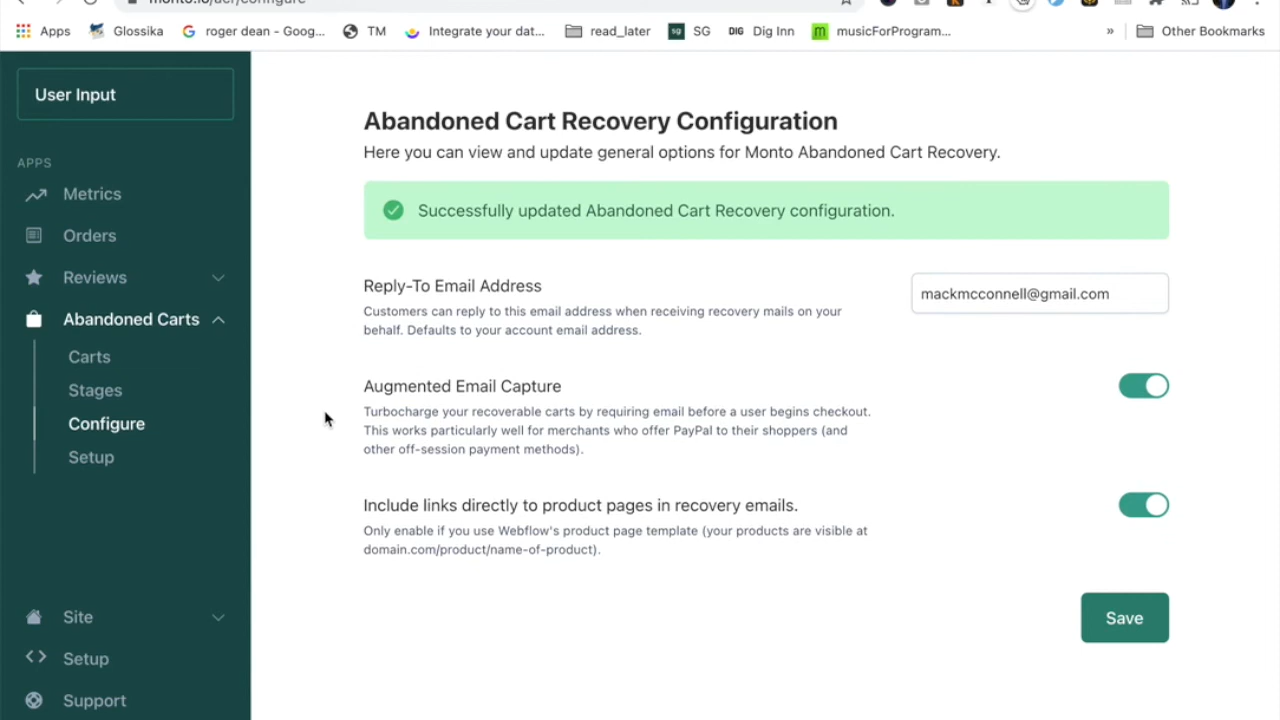 monto.io/acr/configure
Apps
Glossika
roger dean - Goog...
TM
Integrate your dat...
read_later
sg
SG
DIG
Dig Inn
m
musicForProgram...
»
Other Bookmarks
User Input
APPS
Metrics
Orders
Reviews
Abandoned Carts
Carts
Stages
Configure
Setup
Site
Setup
Support
Abandoned Cart Recovery Configuration
Here you can view and update general options for Monto Abandoned Cart Recovery.
Successfully updated Abandoned Cart Recovery configuration.
Reply-To Email Address
mackmcconnell@gmail.com
Customers can reply to this email address when receiving recovery mails on your
behalf. Defaults to your account email address.
Augmented Email Capture
Turbocharge your recoverable carts by requiring email before a user begins checkout.
This works particularly well for merchants who offer PayPal to their shoppers (and
other off-session payment methods).
Include links directly to product pages in recovery emails.
Only enable if you use Webflow's product page template (your products are visible at
domain.com/product/name-of-product).
Save